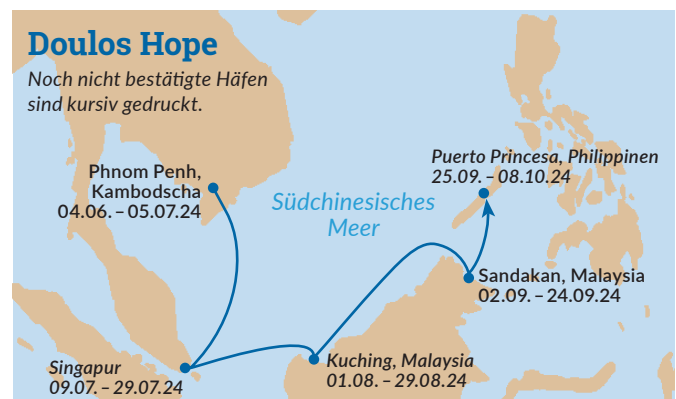 Doulos Hope
Noch nicht bestätigte Häfen
sind kursiv gedruckt.
Phnom Penh,
Kambodscha
04.06. – 05.07.24
Puerto Princesa, Philippinen
25.09. – 08.10.24
Südchinesisches
Meer
Sandakan, Malaysia
02.09. – 24.09.24
Singapur
09.07. – 29.07.24
Kuching, Malaysia
01.08. – 29.08.24